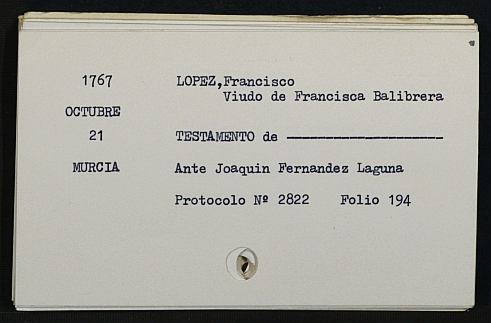 1767 LOPEZ,Francisco
Viudo de Francisca Balibrera
OCTUBRE
21 TESTAMENTO de --------------------
MURCIA Ante Joaquin Fernandez Laguna
Protocolo Nº 2822 Folio 194